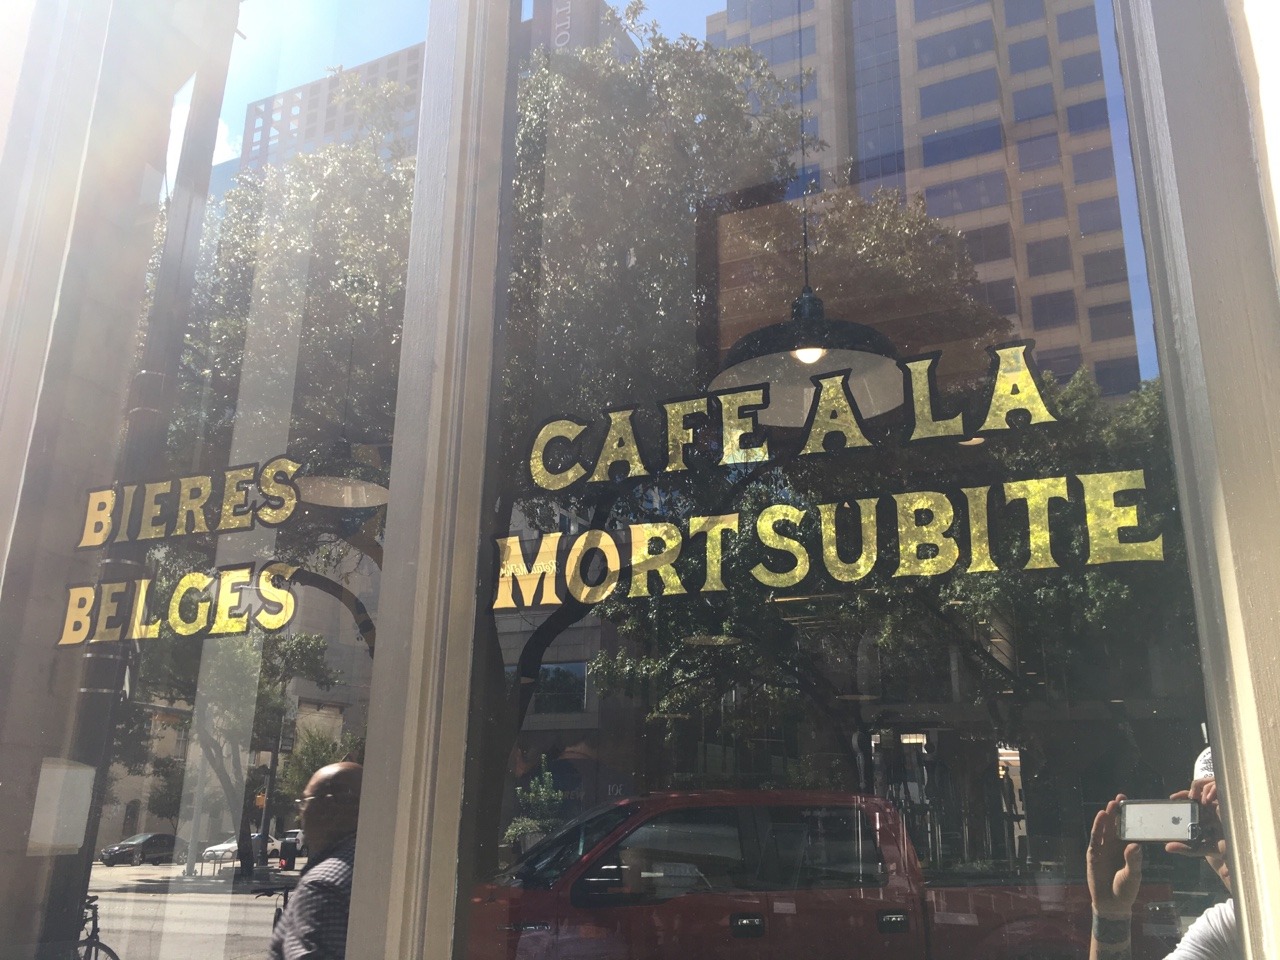 BIERES
BELGES
CAFE A LA
MORTSUBITE